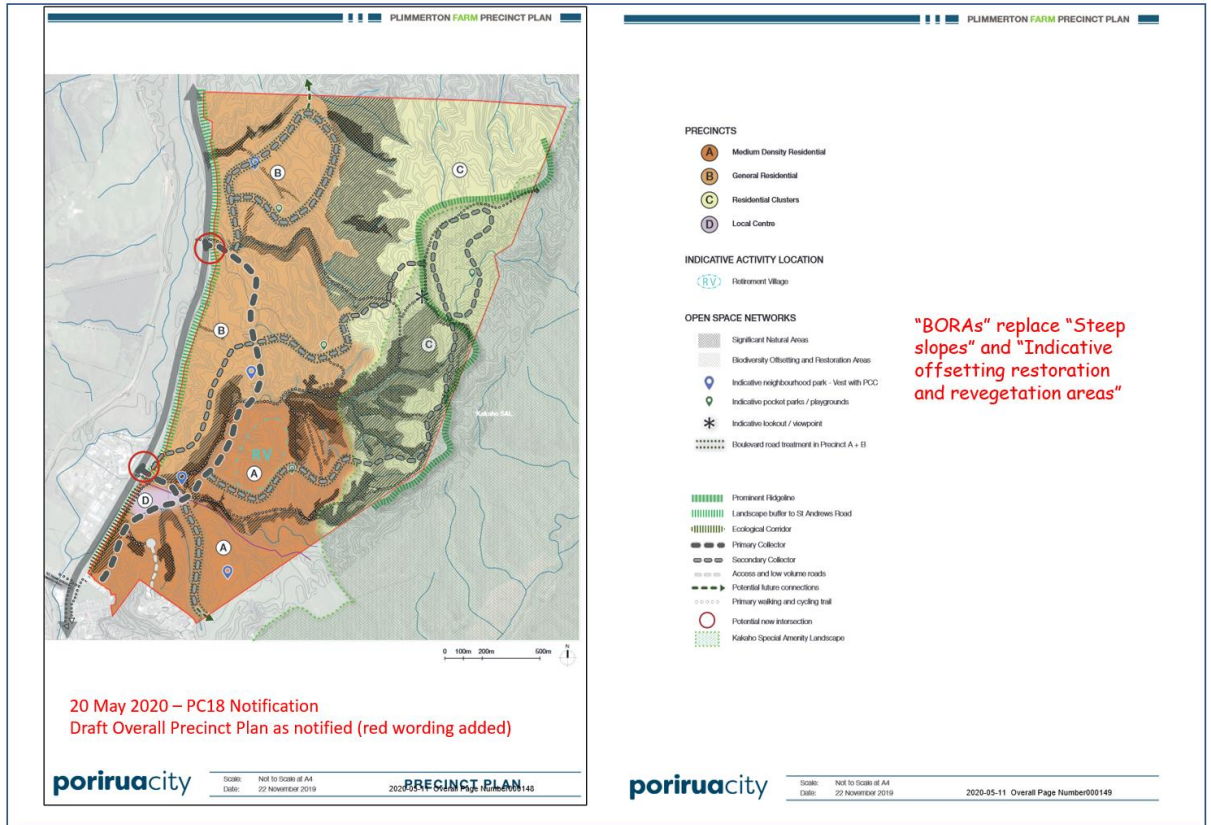 PLIMMERTON FARM PRECINCT PLAN
B
C
B
C
RV
A
D
A
Kakaho SAL
0 100m 200m 500m
N
20 May 2020 – PC18 Notification
Draft Overall Precinct Plan as notified (red wording added)
poriruacity
Scale: Not to Scale at A4
Date: 22 November 2019
PRECINCT PLAN
2020-05-11 Overall Page Number000148
PLIMMERTON FARM PRECINCT PLAN
PRECINCTS
A Medium Density Residential
B General Residential
C Residential Clusters
D Local Centre
INDICATIVE ACTIVITY LOCATION
RV Retirement Village
OPEN SPACE NETWORKS
Significant Natural Areas
Biodiversity Offsetting and Restoration Areas
Indicative neighbourhood park - Vest with PCC
Indicative pocket parks / playgrounds
Indicative lookout / viewpoint
Boulevard road treatment in Precinct A + B
Prominent Ridgeline
Landscape buffer to St Andrews Road
Ecological Corridor
Primary Collector
Secondary Collector
Access and low volume roads
Potential future connections
Primary walking and cycling trail
Potential new intersection
Kakaho Special Amenity Landscape
"BORAs" replace "Steep
slopes" and "Indicative
offsetting restoration
and revegetation areas"
poriruacity
Scale: Not to Scale at A4
Date: 22 November 2019
2020-05-11 Overall Page Number000149